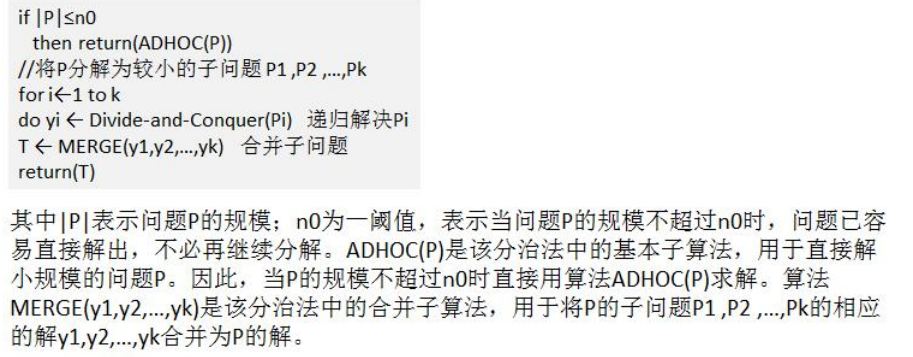 if |P|≤n0
then return(ADHOC(P))
//将P分解为较小的子问题 P1 ,P2 ,…,Pk
for i←1 to k
do yi ← Divide-and-Conquer(Pi) 递归解决Pi
T ← MERGE(y1,y2,…,yk) 合并子问题
return(T)
其中|P|表示问题P的规模；n0为一阈值，表示当问题P的规模不超过n0时，问题已容
易直接解出，不必再继续分解。ADHOC(P)是该分治法中的基本子算法，用于直接解
小规模的问题P。因此，当P的规模不超过n0时直接用算法ADHOC(P)求解。算法
MERGE(y1,y2,…,yk)是该分治法中的合并子算法，用于将P的子问题P1 ,P2 ,…,Pk的相应
的解y1,y2,…,yk合并为P的解。